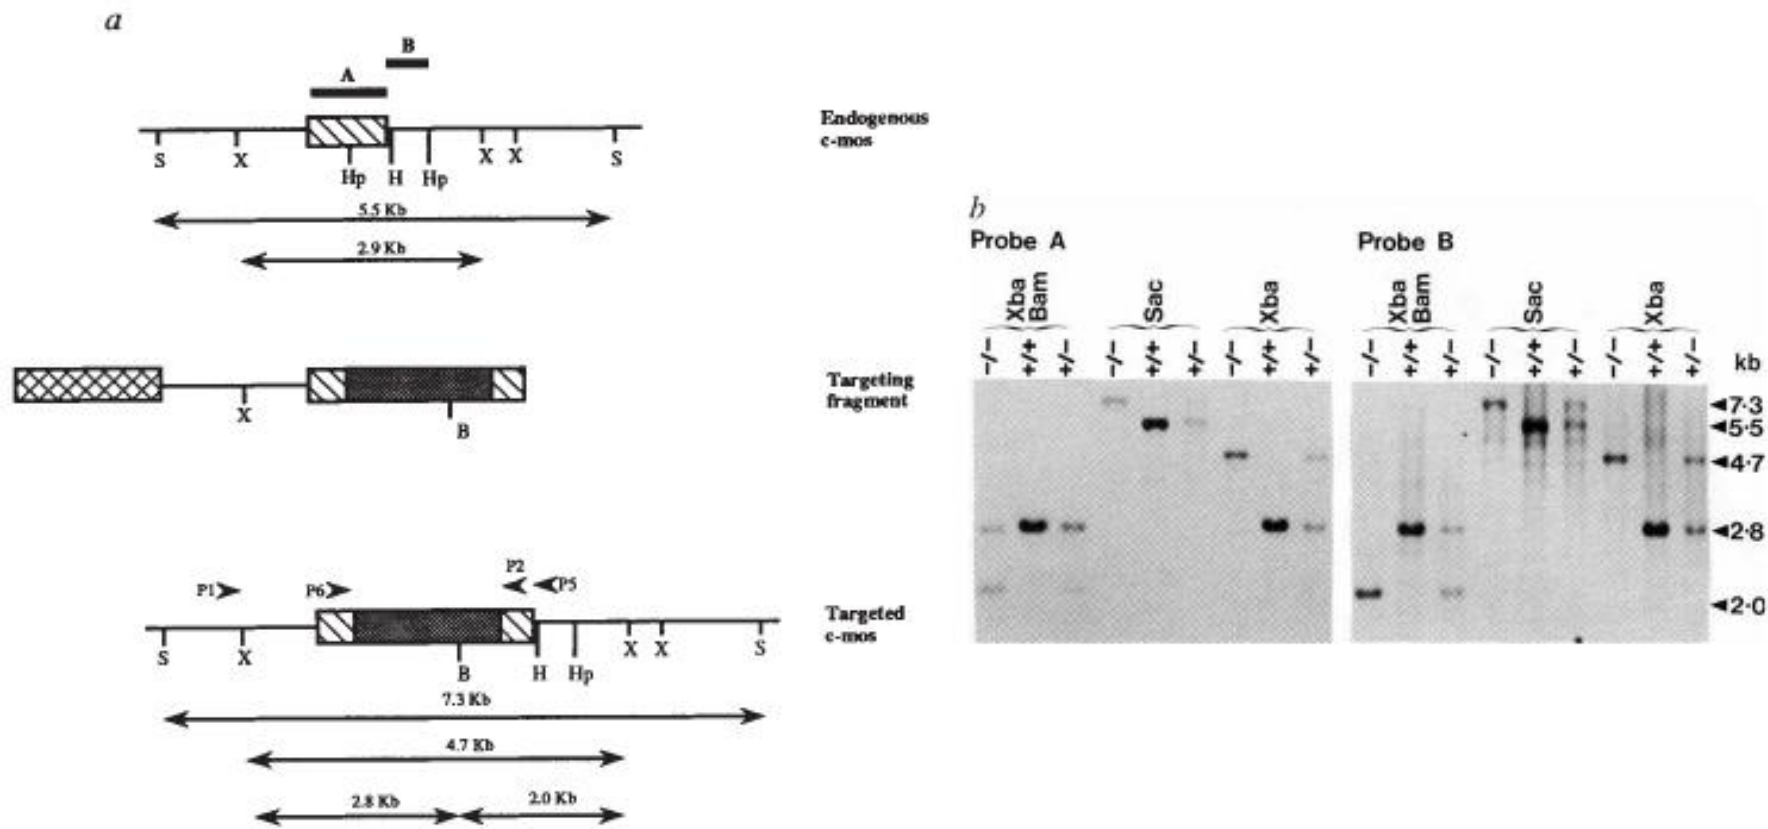 a
B
A
Endogenous
c-mos
S X Hp H Hp X X S
5.5 Kb
2.9 Kb
Targeting
fragment
X B
P1 P6 P2 P5
Targeted
c-mos
S X B H Hp X X S
7.3 Kb
4.7 Kb
2.8 Kb 2.0 Kb
b
Probe A Probe B
Xba Bam Sac Xba Xba Bam Sac Xba
-/- +/+ +/- -/- +/+ +/- -/- +/+ +/- -/- +/+ +/- -/- +/+ +/- -/- +/+ +/- kb
7·3
5·5
4·7
2·8
2·0